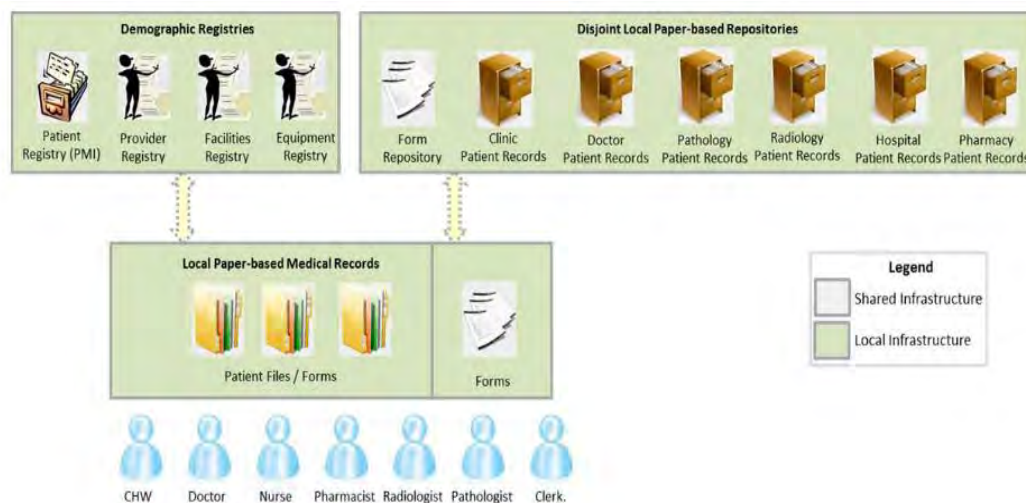 Demographic Registries
Patient
Registry (PMI)
Provider
Registry
Facilities
Registry
Equipment
Registry
Disjoint Local Paper-based Repositories
Form
Repository
Clinic
Patient Records
Doctor
Patient Records
Pathology
Patient Records
Radiology
Patient Records
Hospital
Patient Records
Pharmacy
Patient Records
Local Paper-based Medical Records
Patient Files / Forms
Forms
Legend
Shared Infrastructure
Local Infrastructure
CHW
Doctor
Nurse
Pharmacist
Radiologist
Pathologist
Clerk.